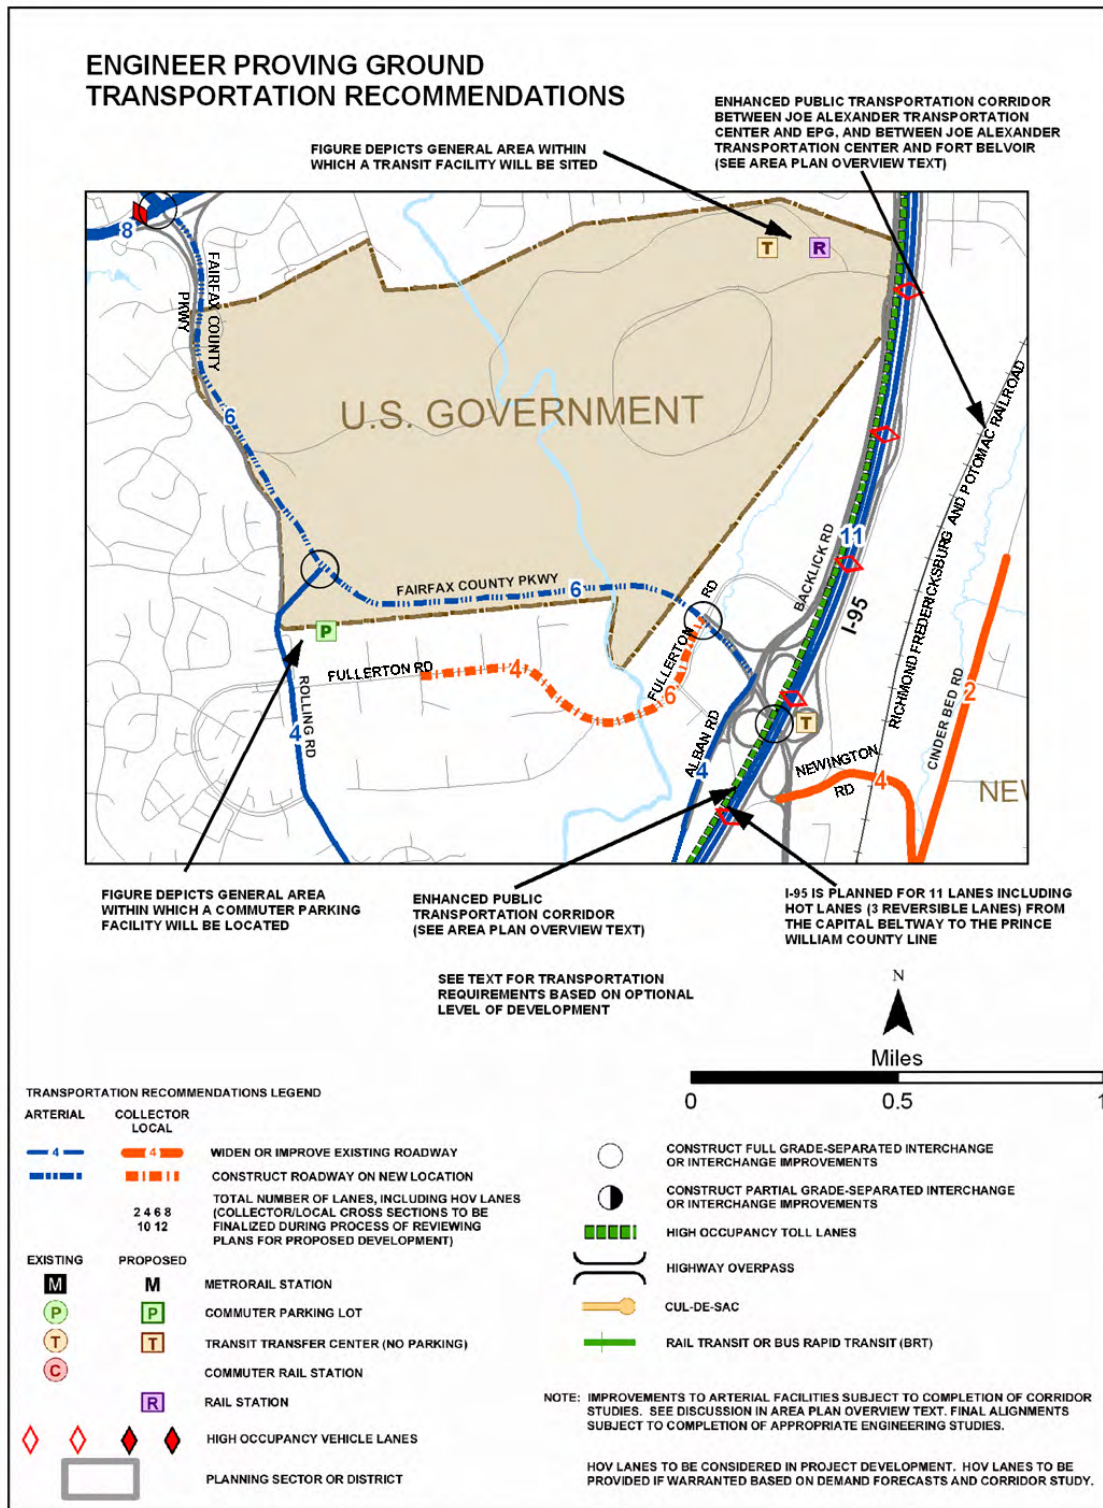 ENGINEER PROVING GROUND
TRANSPORTATION RECOMMENDATIONS
FIGURE DEPICTS GENERAL AREA WITHIN
WHICH A TRANSIT FACILITY WILL BE SITED
ENHANCED PUBLIC TRANSPORTATION CORRIDOR
BETWEEN JOE ALEXANDER TRANSPORTATION
CENTER AND EPG, AND BETWEEN JOE ALEXANDER
TRANSPORTATION CENTER AND FORT BELVOIR
(SEE AREA PLAN OVERVIEW TEXT)
8
FAIRFAX COUNTY
PKWY
T
R
6
U.S. GOVERNMENT
11
BACKLICK RD
I-95
RICHMOND FREDERICKSBURG AND POTOMAC RAILROAD
FAIRFAX COUNTY PKWY
6
P
FULLERTON RD
4
FULLERTON
RD
6
ROLLING RD
4
ALBAN RD
4
T
NEWINGTON
RD
4
CINDER BED RD
2
NEW
FIGURE DEPICTS GENERAL AREA
WITHIN WHICH A COMMUTER PARKING
FACILITY WILL BE LOCATED
ENHANCED PUBLIC
TRANSPORTATION CORRIDOR
(SEE AREA PLAN OVERVIEW TEXT)
I-95 IS PLANNED FOR 11 LANES INCLUDING
HOT LANES (3 REVERSIBLE LANES) FROM
THE CAPITAL BELTWAY TO THE PRINCE
WILLIAM COUNTY LINE
SEE TEXT FOR TRANSPORTATION
REQUIREMENTS BASED ON OPTIONAL
LEVEL OF DEVELOPMENT
N
Miles
0 0.5 1
TRANSPORTATION RECOMMENDATIONS LEGEND
ARTERIAL COLLECTOR
LOCAL
4 4 WIDEN OR IMPROVE EXISTING ROADWAY
CONSTRUCT ROADWAY ON NEW LOCATION
2 4 6 8
10 12
TOTAL NUMBER OF LANES, INCLUDING HOV LANES
(COLLECTOR/LOCAL CROSS SECTIONS TO BE
FINALIZED DURING PROCESS OF REVIEWING
PLANS FOR PROPOSED DEVELOPMENT)
EXISTING PROPOSED
M M METRORAIL STATION
P P COMMUTER PARKING LOT
T T TRANSIT TRANSFER CENTER (NO PARKING)
C COMMUTER RAIL STATION
R RAIL STATION
HIGH OCCUPANCY VEHICLE LANES
PLANNING SECTOR OR DISTRICT
CONSTRUCT FULL GRADE-SEPARATED INTERCHANGE
OR INTERCHANGE IMPROVEMENTS
CONSTRUCT PARTIAL GRADE-SEPARATED INTERCHANGE
OR INTERCHANGE IMPROVEMENTS
HIGH OCCUPANCY TOLL LANES
HIGHWAY OVERPASS
CUL-DE-SAC
RAIL TRANSIT OR BUS RAPID TRANSIT (BRT)
NOTE: IMPROVEMENTS TO ARTERIAL FACILITIES SUBJECT TO COMPLETION OF CORRIDOR
STUDIES. SEE DISCUSSION IN AREA PLAN OVERVIEW TEXT. FINAL ALIGNMENTS
SUBJECT TO COMPLETION OF APPROPRIATE ENGINEERING STUDIES.
HOV LANES TO BE CONSIDERED IN PROJECT DEVELOPMENT. HOV LANES TO BE
PROVIDED IF WARRANTED BASED ON DEMAND FORECASTS AND CORRIDOR STUDY.